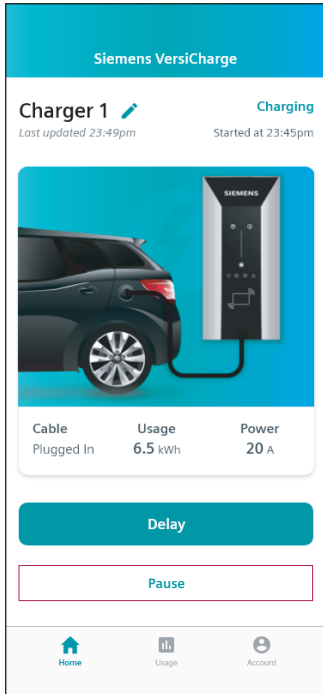 Siemens VersiCharge
Charger 1
Charging
Last updated 23:49pm
Started at 23:45pm
SIEMENS
Cable
Usage
Power
Plugged In
6.5 kWh
20 A
Delay
Pause
Home
Usage
Account